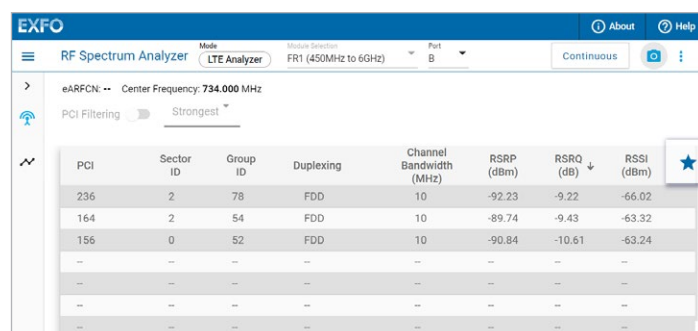 EXFO About Help
RF Spectrum Analyzer Mode LTE Analyzer Module Selection FR1 (450MHz to 6GHz) Port B Continuous
eARFCN: -- Center Frequency: 734.000 MHz
PCI Filtering Strongest
PCI Sector ID Group ID Duplexing Channel Bandwidth (MHz) RSRP (dBm) RSRQ (dB) RSSI (dBm)
236 2 78 FDD 10 -92.23 -9.22 -66.02
164 2 54 FDD 10 -89.74 -9.43 -63.32
156 0 52 FDD 10 -90.84 -10.61 -63.24
-- -- -- -- -- -- -- --
-- -- -- -- -- -- -- --
-- -- -- -- -- -- -- --
-- -- -- -- -- -- -- --